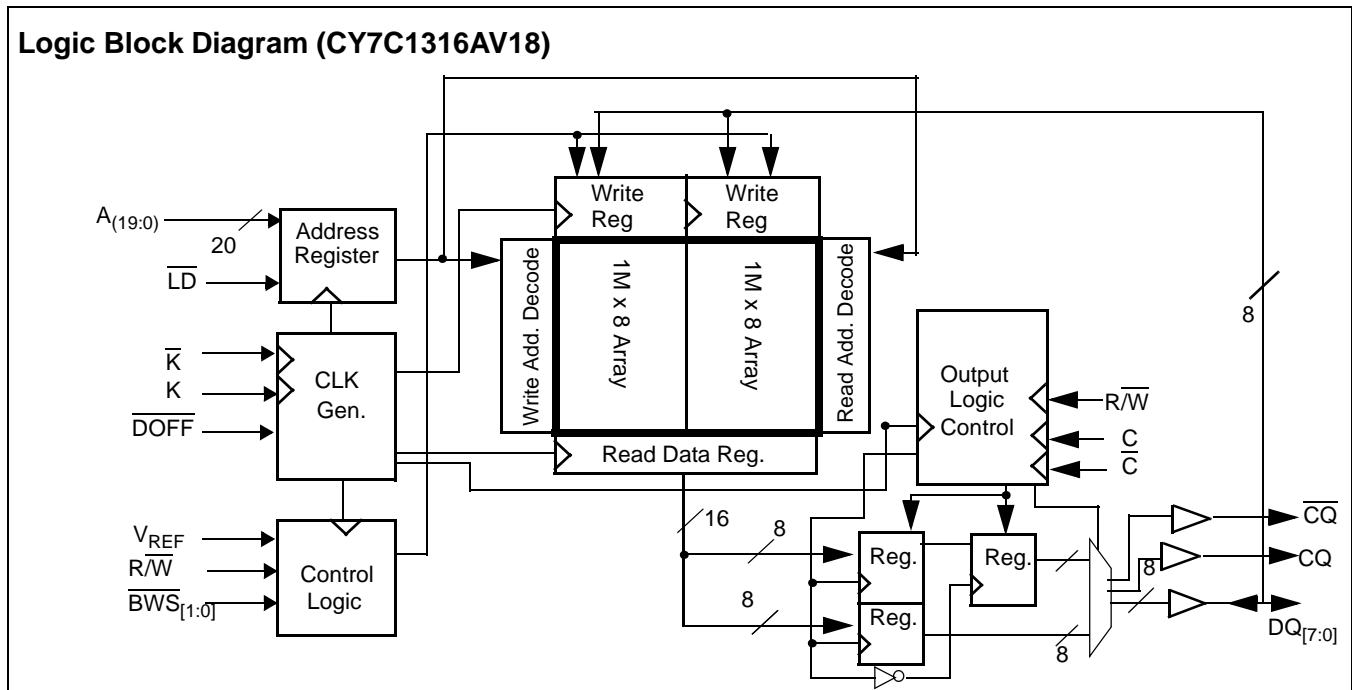 Logic Block Diagram (CY7C1316AV18)
A(19:0)
20
LD
Address
Register
K
K
DOFF
CLK
Gen.
VREF
R/W
BWS[1:0]
Control
Logic
Write
Reg
Write
Reg
Write Add. Decode
1M x 8 Array
1M x 8 Array
Read Add. Decode
Read Data Reg.
16
8
8
8
Output
Logic
Control
R/W
C
C
Reg.
Reg.
Reg.
8
8
CQ
CQ
DQ[7:0]